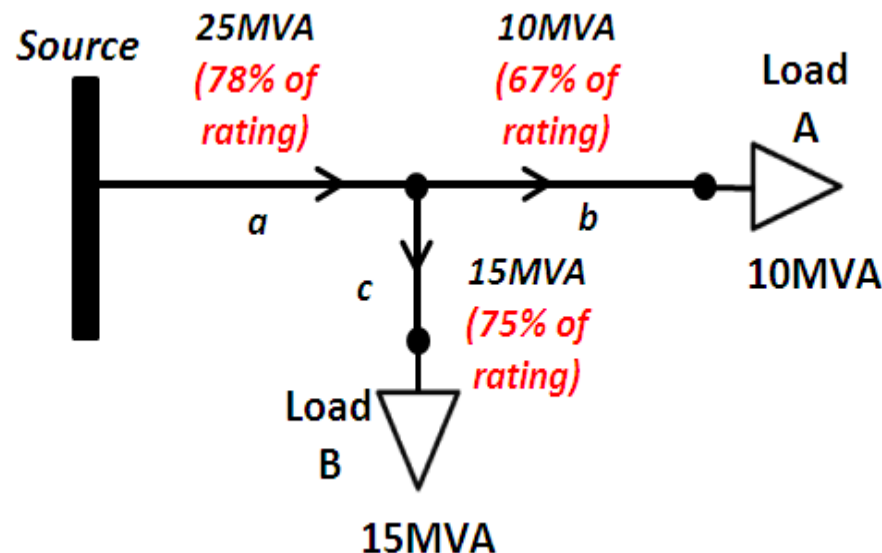 Source
25MVA
(78% of
rating)
10MVA
(67% of
rating)
Load
A
a
b
10MVA
c
15MVA
(75% of
rating)
Load
B
15MVA